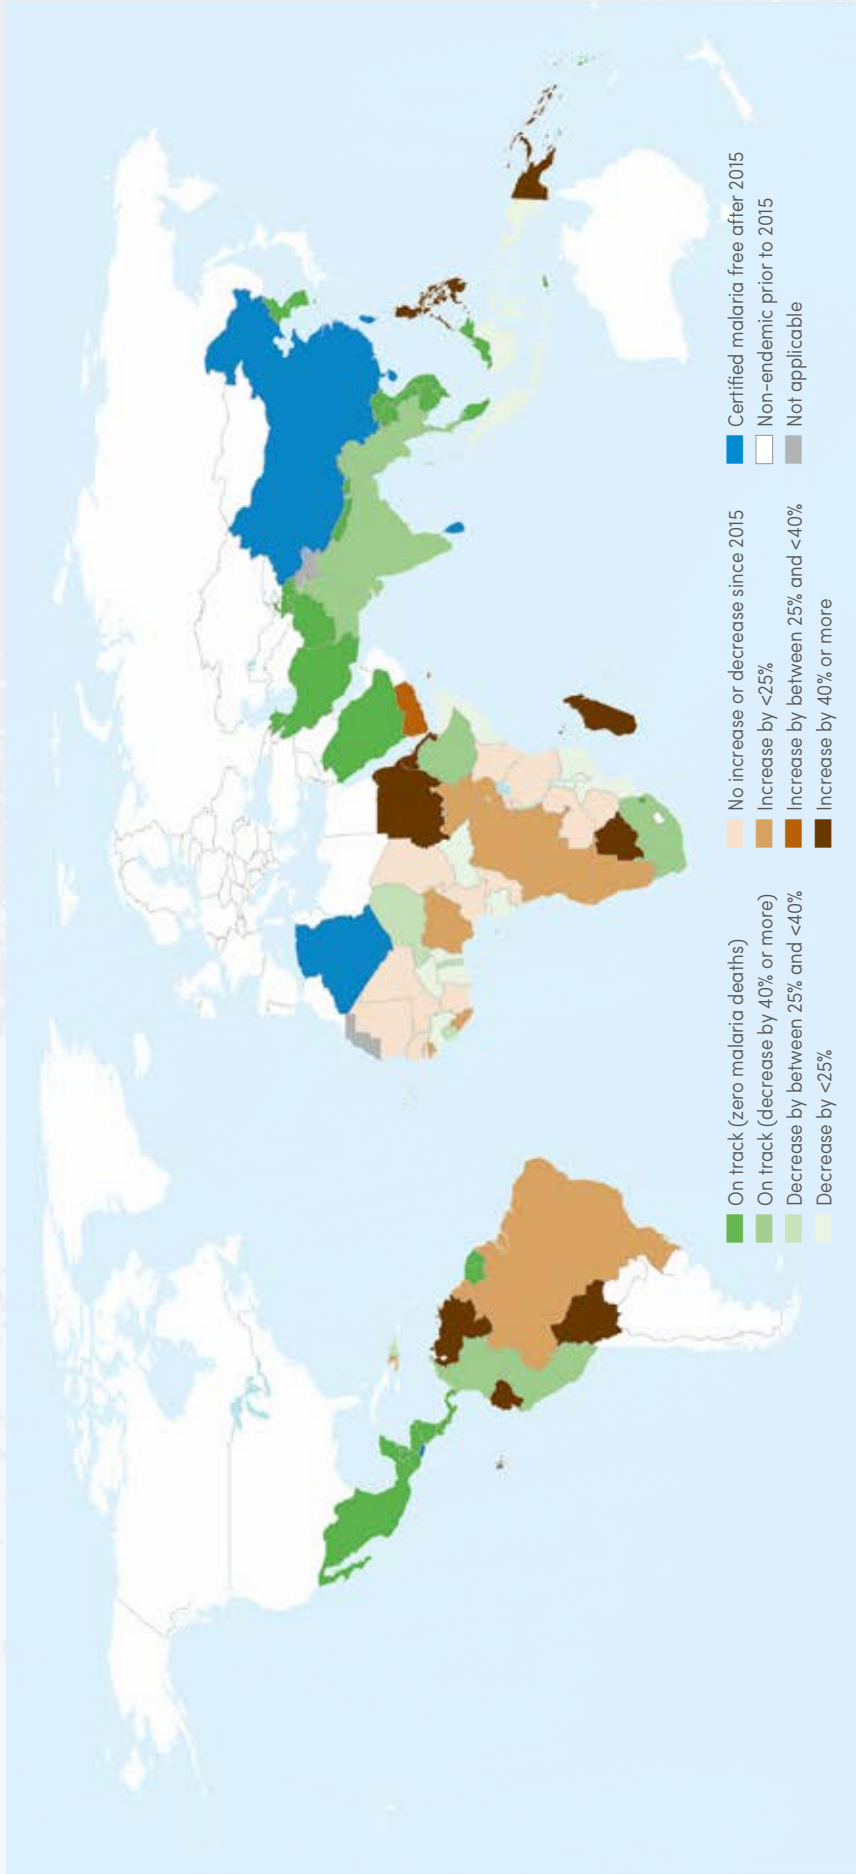 On track (zero malaria deaths)
On track (decrease by 40% or more)
Decrease by between 25% and <40%
Decrease by <25%
No increase or decrease since 2015
Increase by <25%
Increase by between 25% and <40%
Increase by 40% or more
Certified malaria free after 2015
Non-endemic prior to 2015
Not applicable